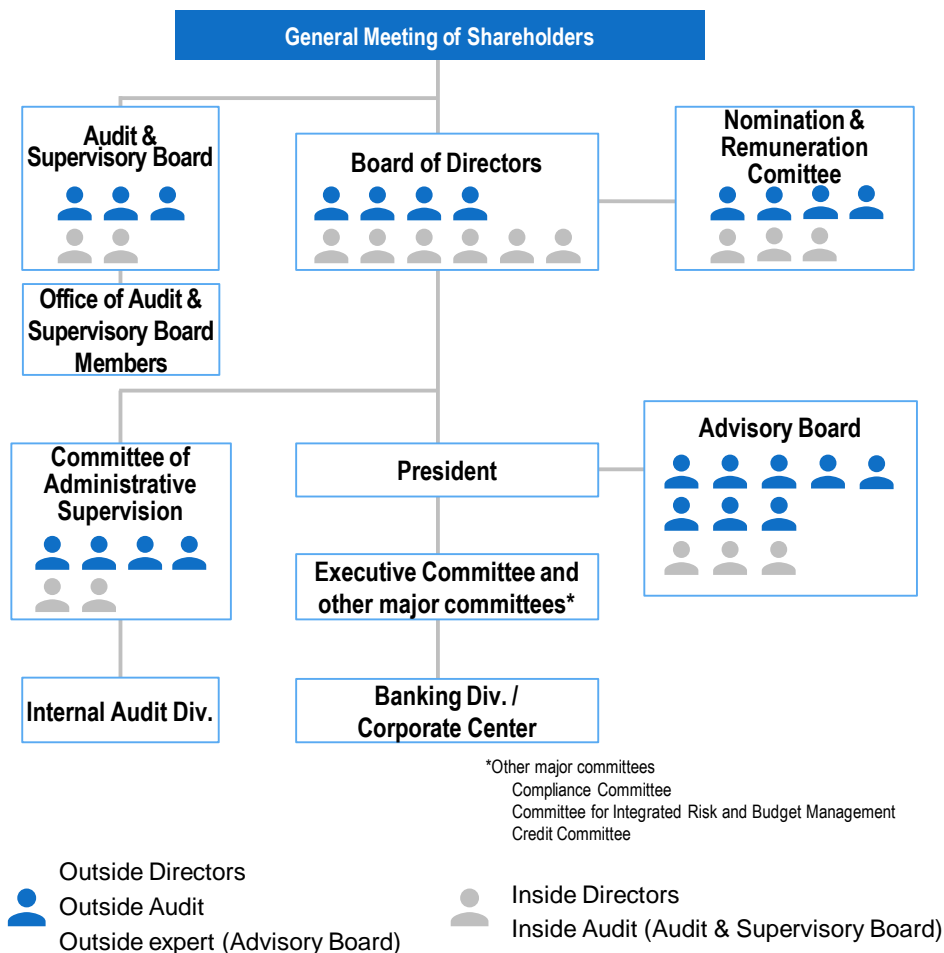 General Meeting of Shareholders
Audit &
Supervisory Board
Board of Directors
Nomination &
Remuneration
Comittee
Office of Audit &
Supervisory Board
Members
Committee of
Administrative
Supervision
President
Advisory Board
Executive Committee and
other major committees*
Internal Audit Div.
Banking Div. /
Corporate Center
*Other major committees
Compliance Committee
Committee for Integrated Risk and Budget Management
Credit Committee
Outside Directors
Outside Audit
Outside expert (Advisory Board)
Inside Directors
Inside Audit (Audit & Supervisory Board)